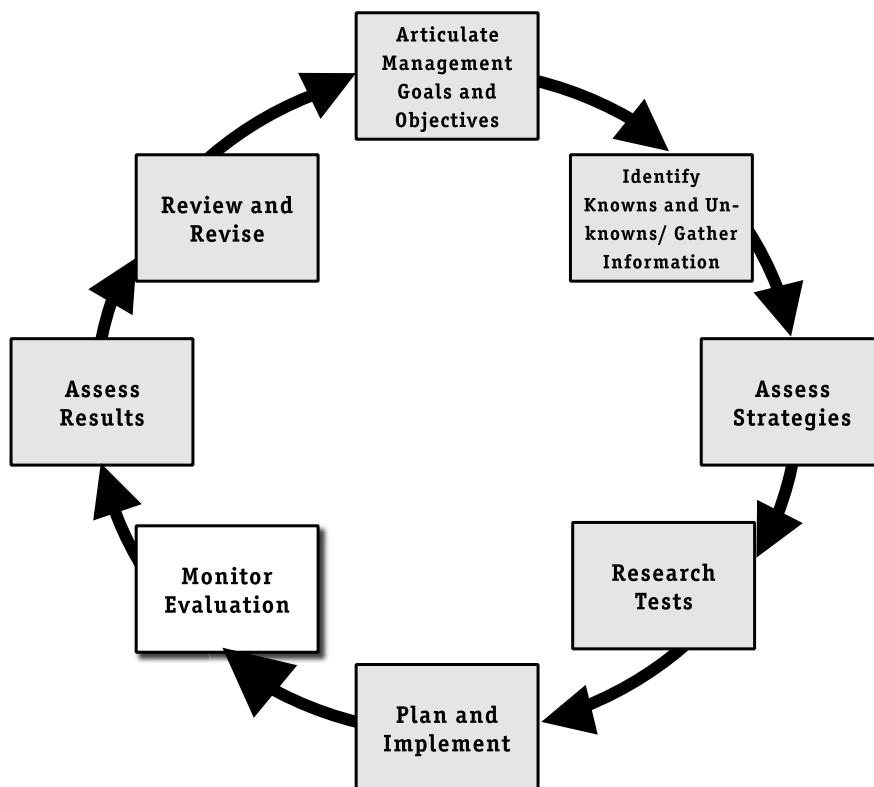 Articulate
Management
Goals and
Objectives
Identify
Knowns and Un-
knowns/ Gather
Information
Assess
Strategies
Research
Tests
Plan and
Implement
Monitor
Evaluation
Assess
Results
Review and
Revise